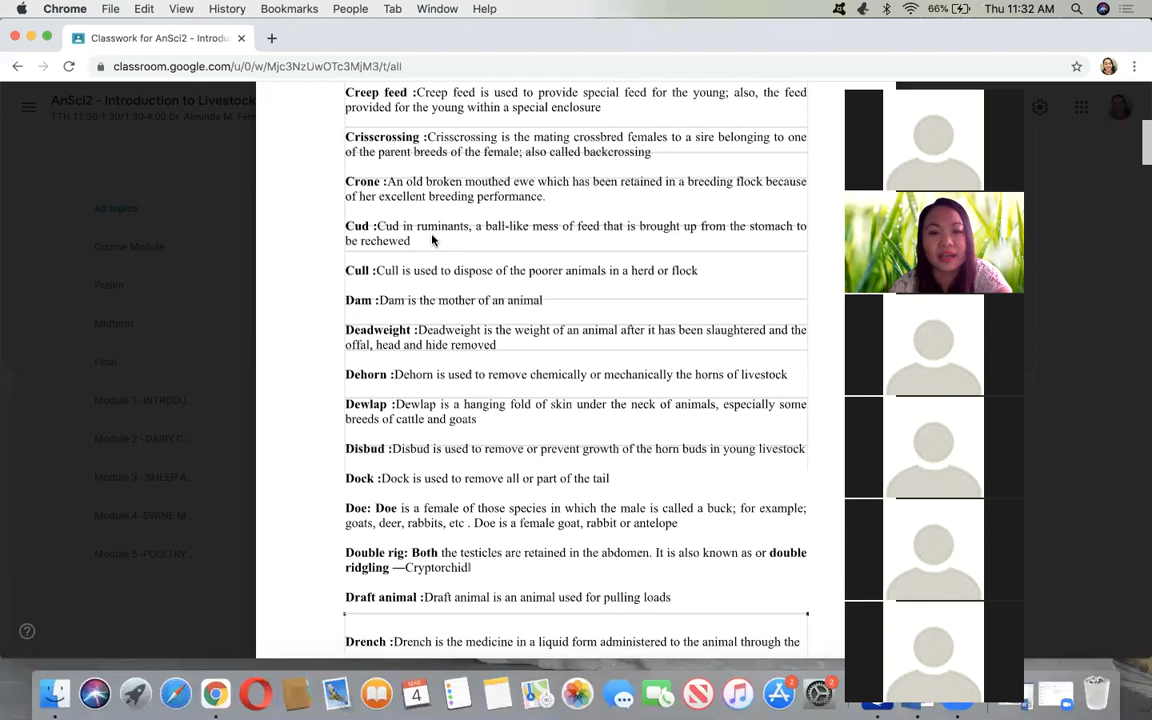 Chrome File Edit View History Bookmarks People Tab Window Help 66% Thu 11:32 AM
Classwork for AnSci2 - Introdu
classroom.google.com/u/0/w/Mjc3NzUwOTc3MjM3/t/all
AnSci2 - Introduction to Livestock
TTH 11:30-1:30/1:30-4:00 Dr. Alminda M. Fer
All topics
Course Module
Prelim
Midterm
Final
Module 1- INTRODU...
Module 2 - DAIRY C...
Module 3 - SHEEP A...
Module 4 -SWINE M...
Module 5 -POULTRY...
Creep feed :Creep feed is used to provide special feed for the young; also, the feed
provided for the young within a special enclosure
Crisscrossing :Crisscrossing is the mating crossbred females to a sire belonging to one
of the parent breeds of the female; also called backcrossing
Crone :An old broken mouthed ewe which has been retained in a breeding flock because
of her excellent breeding performance.
Cud :Cud in ruminants, a ball-like mess of feed that is brought up from the stomach to
be rechewed
Cull :Cull is used to dispose of the poorer animals in a herd or flock
Dam :Dam is the mother of an animal
Deadweight :Deadweight is the weight of an animal after it has been slaughtered and the
offal, head and hide removed
Dehorn :Dehorn is used to remove chemically or mechanically the horns of livestock
Dewlap :Dewlap is a hanging fold of skin under the neck of animals, especially some
breeds of cattle and goats
Disbud :Disbud is used to remove or prevent growth of the horn buds in young livestock
Dock :Dock is used to remove all or part of the tail
Doe: Doe is a female of those species in which the male is called a buck; for example;
goats, deer, rabbits, etc . Doe is a female goat, rabbit or antelope
Double rig: Both the testicles are retained in the abdomen. It is also known as or double
ridgling —Cryptorchid
Draft animal :Draft animal is an animal used for pulling loads
Drench :Drench is the medicine in a liquid form administered to the animal through the
MAR
4
2
2